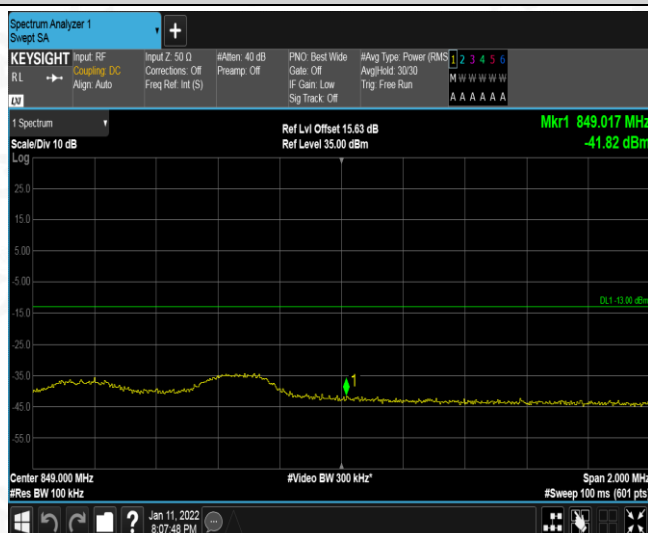 Spectrum Analyzer 1
Swept SA
+
KEYSIGHT
RL
Input: RF
Coupling: DC
Align: Auto
Input Z: 50 Ω
Corrections: Off
Freq Ref: Int (S)
#Atten: 40 dB
Preamp: Off
PNO: Best Wide
Gate: Off
IF Gain: Low
Sig Track: Off
#Avg Type: Power (RMS
Avg|Hold: 30/30
Trig: Free Run
1 2 3 4 5 6
M W W W W W
A A A A A A
LXI
1 Spectrum
Scale/Div 10 dB
Ref Lvl Offset 15.63 dB
Ref Level 35.00 dBm
Mkr1 849.017 MHz
-41.82 dBm
Log
25.0
15.0
5.00
-5.00
DL1 -13.00 dBm
-15.0
-25.0
-35.0
1
-45.0
-55.0
Center 849.000 MHz
#Video BW 300 kHz*
Span 2.000 MHz
#Res BW 100 kHz
#Sweep 100 ms (601 pts)
?
Jan 11, 2022
8:07:48 PM